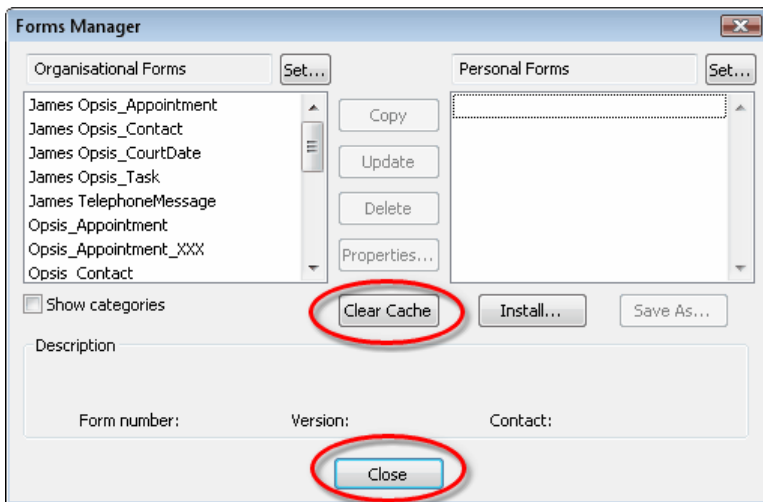 Forms Manager
Organisational Forms
Set...
Personal Forms
Set...
James Opsis_Appointment
James Opsis_Contact
James Opsis_CourtDate
James Opsis_Task
James TelephoneMessage
Opsis_Appointment
Opsis_Appointment_XXX
Opsis_Contact
Copy
Update
Delete
Properties...
Show categories
Clear Cache
Install...
Save As...
Description
Form number:
Version:
Contact:
Close